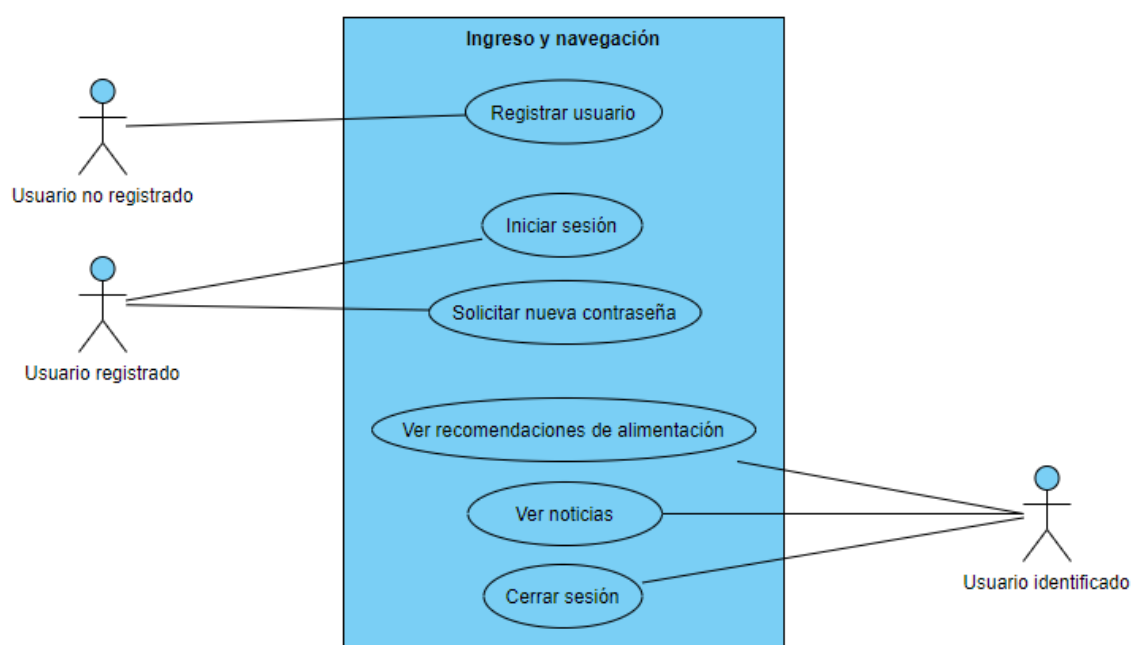 Ingreso y navegación
Registrar usuario
Usuario no registrado
Iniciar sesión
Solicitar nueva contraseña
Usuario registrado
Ver recomendaciones de alimentación
Ver noticias
Usuario identificado
Cerrar sesión